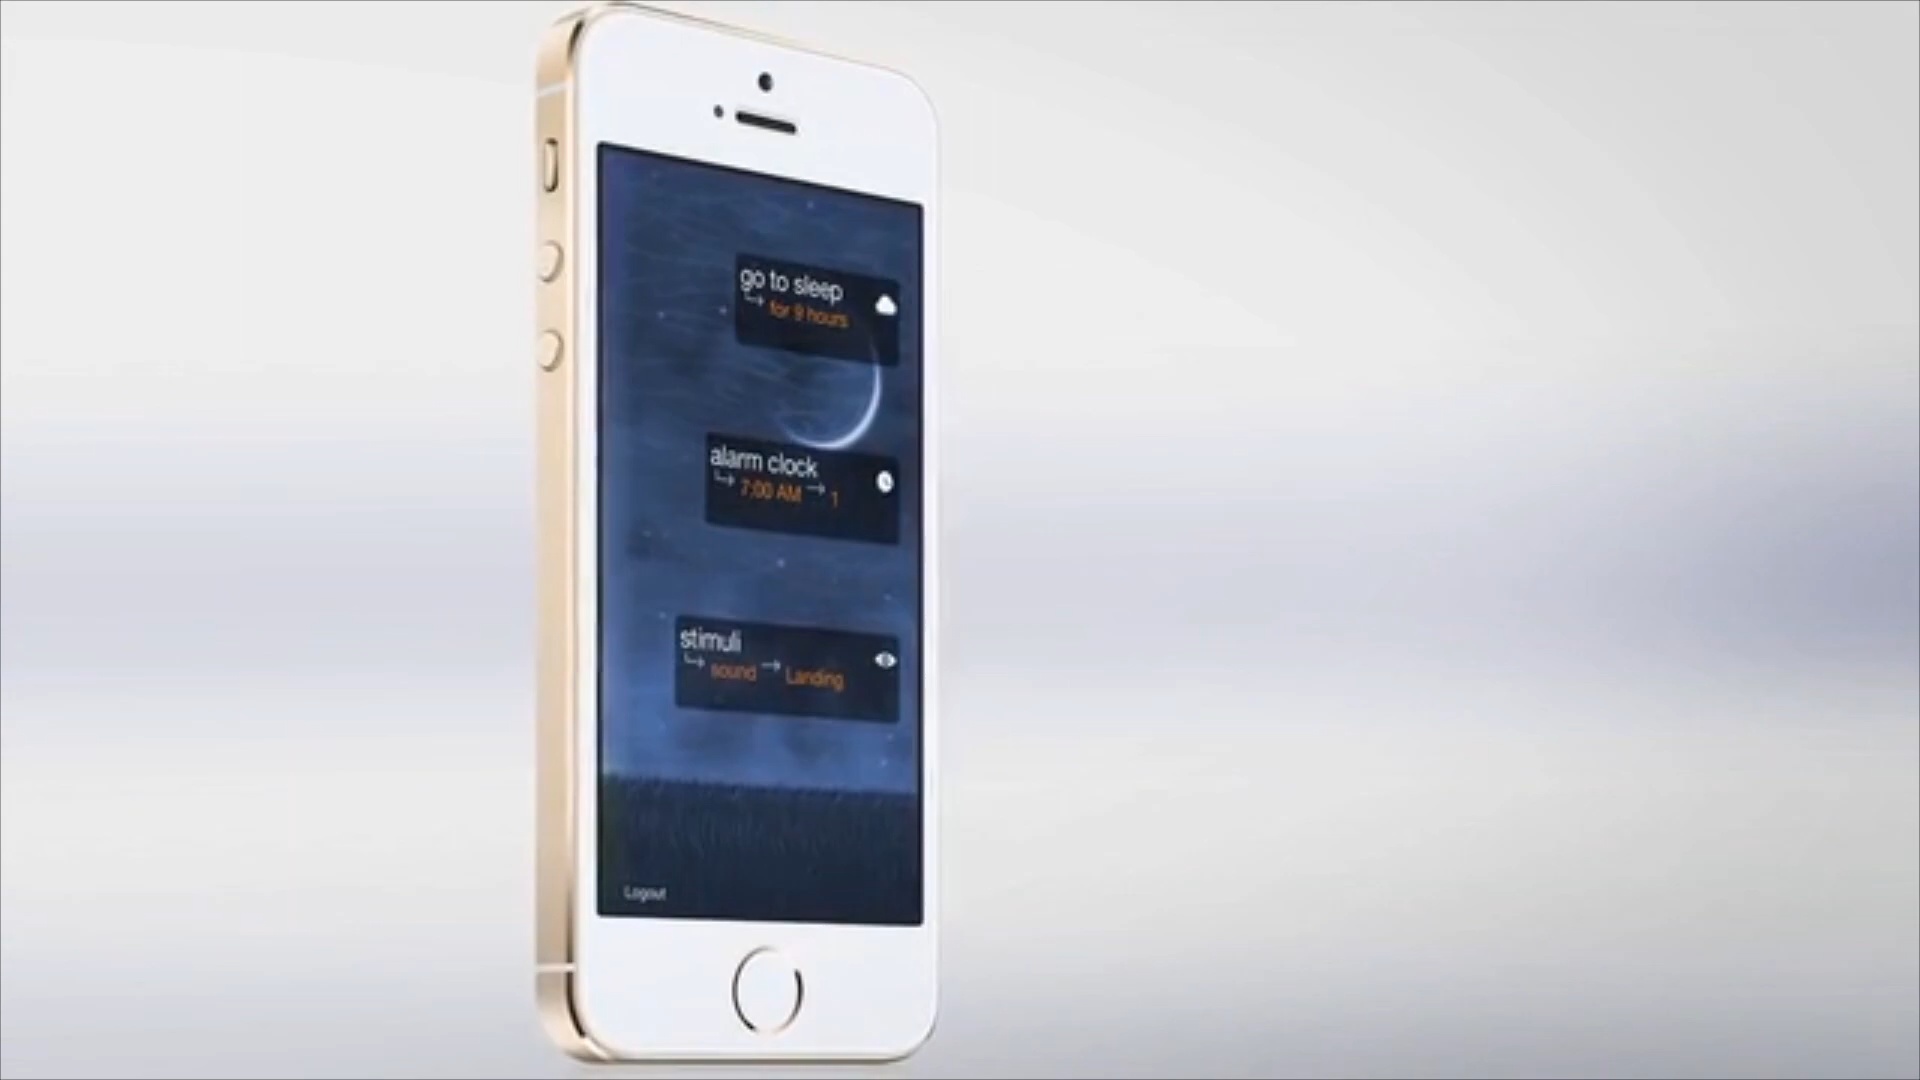 go to sleep
for 9 hours
alarm clock
7:00 AM → 1
stimuli
sound → Landing
Logout